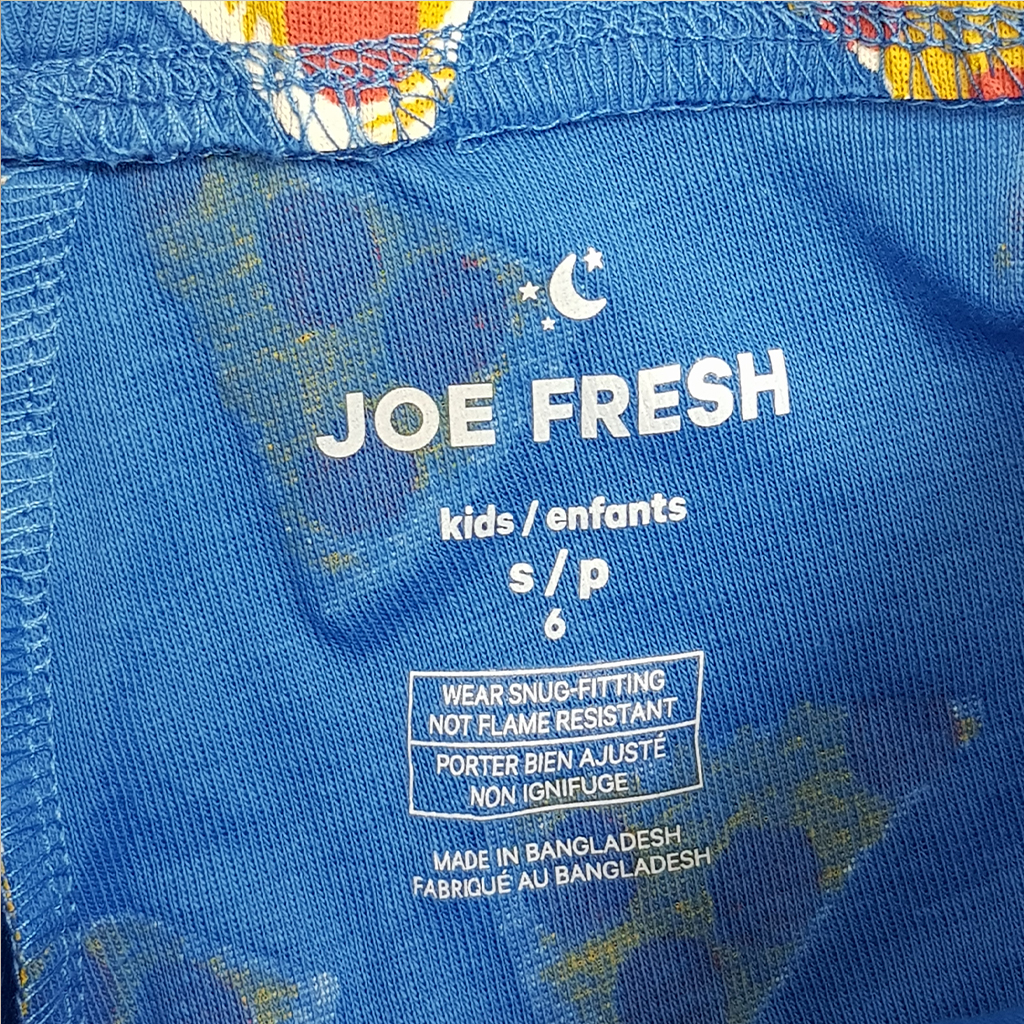 JOE FRESH
kids / enfants
s / p
6
WEAR SNUG-FITTING
NOT FLAME RESISTANT
PORTER BIEN AJUSTÉ
NON IGNIFUGE
MADE IN BANGLADESH
FABRIQUÉ AU BANGLADESH